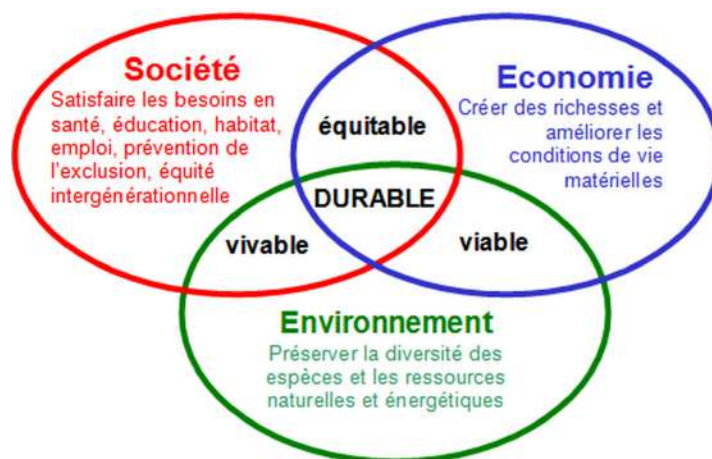 Société
Satisfaire les besoins en
santé, éducation, habitat,
emploi, prévention de
l'exclusion, équité
intergénérationnelle
Economie
Créer des richesses et
améliorer les
conditions de vie
matérielles
équitable
DURABLE
vivable
viable
Environnement
Préserver la diversité des
espèces et les ressources
naturelles et énergétiques